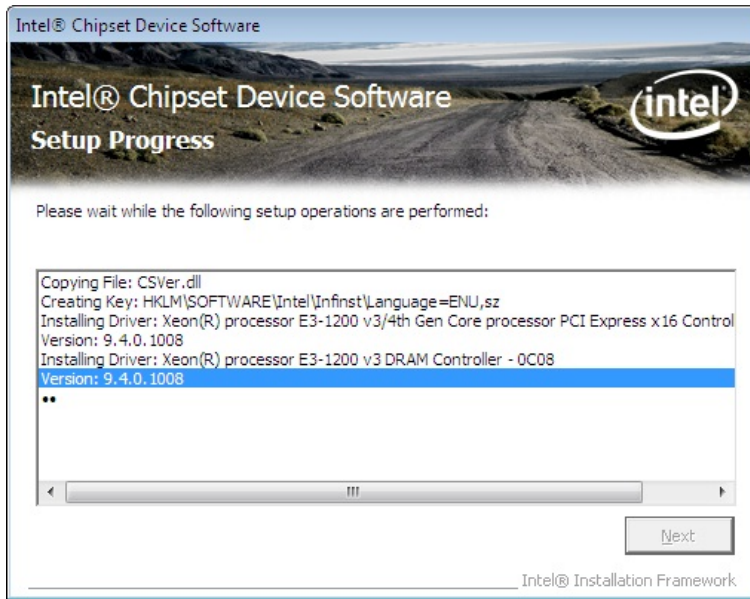 Intel® Chipset Device Software
Intel® Chipset Device Software
intel
Setup Progress
Please wait while the following setup operations are performed:
Copying File: CSVer.dll
Creating Key: HKLM\SOFTWARE\Intel\Infinst\Language=ENU,sz
Installing Driver: Xeon(R) processor E3-1200 v3/4th Gen Core processor PCI Express x16 Control
Version: 9.4.0.1008
Installing Driver: Xeon(R) processor E3-1200 v3 DRAM Controller - 0C08
Version: 9.4.0.1008
••
Next
Intel® Installation Framework